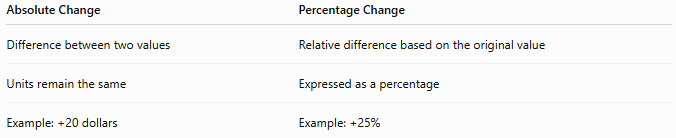 Absolute Change Percentage Change
Difference between two values Relative difference based on the original value
Units remain the same Expressed as a percentage
Example: +20 dollars Example: +25%